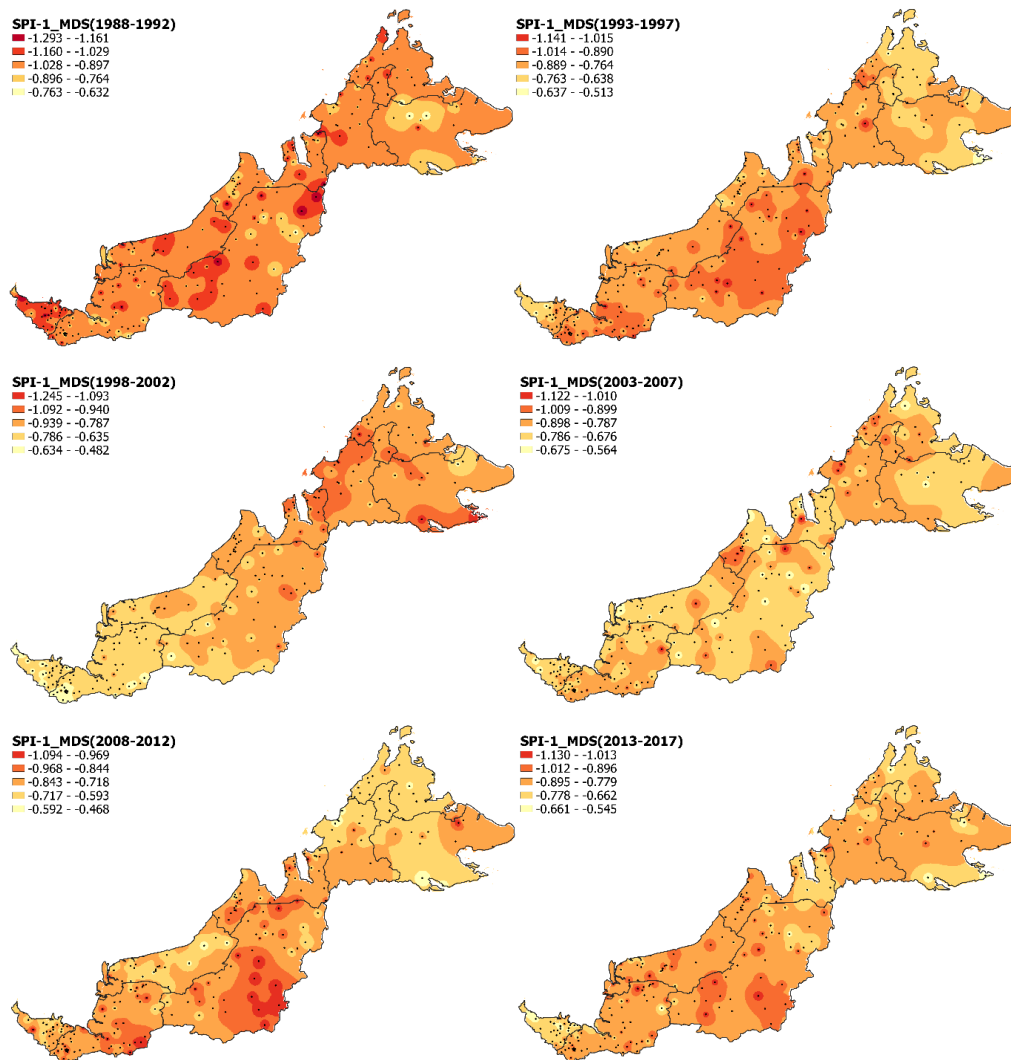 SPI-1_MDS(1988-1992)
-1.293 - -1.161
-1.160 - -1.029
-1.028 - -0.897
-0.896 - -0.764
-0.763 - -0.632
SPI-1_MDS(1993-1997)
-1.141 - -1.015
-1.014 - -0.890
-0.889 - -0.764
-0.763 - -0.638
-0.637 - -0.513
SPI-1_MDS(1998-2002)
-1.245 - -1.093
-1.092 - -0.940
-0.939 - -0.787
-0.786 - -0.635
-0.634 - -0.482
SPI-1_MDS(2003-2007)
-1.122 - -1.010
-1.009 - -0.899
-0.898 - -0.787
-0.786 - -0.676
-0.675 - -0.564
SPI-1_MDS(2008-2012)
-1.094 - -0.969
-0.968 - -0.844
-0.843 - -0.718
-0.717 - -0.593
-0.592 - -0.468
SPI-1_MDS(2013-2017)
-1.130 - -1.013
-1.012 - -0.896
-0.895 - -0.779
-0.778 - -0.662
-0.661 - -0.545